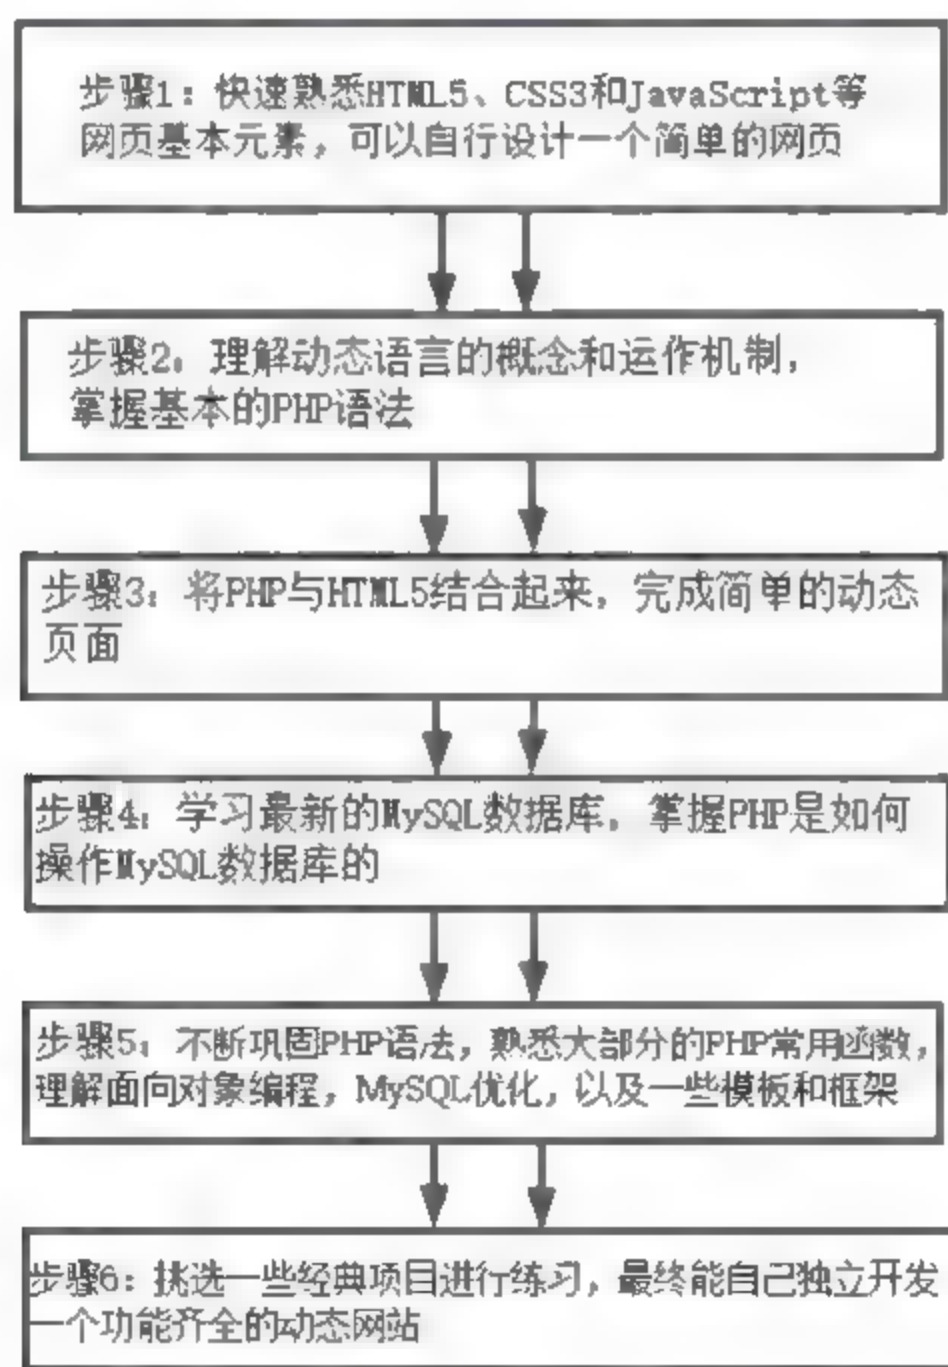 步骤1：快速熟悉HTML5、CSS3和JavaScript等
网页基本元素，可以自行设计一个简单的网页
步骤2：理解动态语言的概念和运作机制，
掌握基本的PHP语法
步骤3：将PHP与HTML5结合起来，完成简单的动态
页面
步骤4：学习最新的MySQL数据库，掌握PHP是如何
操作MySQL数据库的
步骤5：不断巩固PHP语法，熟悉大部分的PHP常用函数，
理解面向对象编程，MySQL优化，以及一些模板和框架
步骤6：挑选一些经典项目进行练习，最终能自己独立开发
一个功能齐全的动态网站